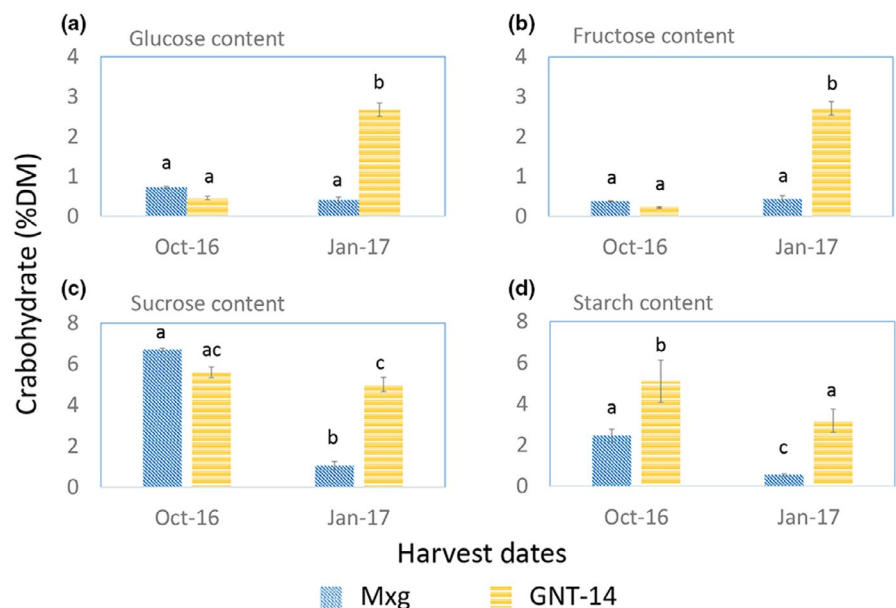 (a) Glucose content
4
3
2
1
0
a a a b
Oct-16 Jan-17
(b) Fructose content
4
3
2
1
0
a a a b
Oct-16 Jan-17
(c) Sucrose content
8
6
4
2
0
a ac b c
Oct-16 Jan-17
(d) Starch content
8
6
4
2
0
a b c a
Oct-16 Jan-17
Crabohydrate (%DM)
Harvest dates
Mxg GNT-14